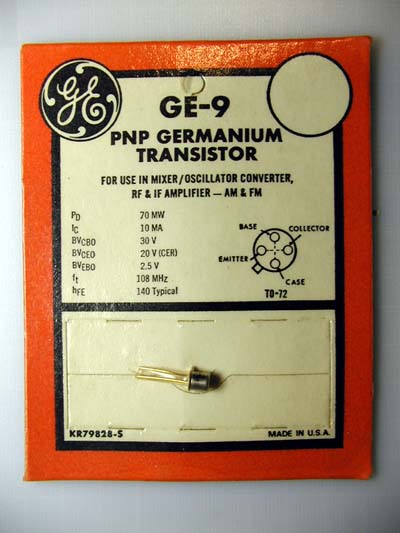 GE
GE-9
PNP GERMANIUM
TRANSISTOR
FOR USE IN MIXER/OSCILLATOR CONVERTER,
RF & IF AMPLIFIER — AM & FM
PD 70 MW
IC 10 MA
BVCBO 30 V
BVCEO 20 V (CER)
BVEBO 2.5 V
ft 108 MHz
hFE 140 Typical
BASE
COLLECTOR
EMITTER
CASE
TO-72
KR79828-S
MADE IN U.S.A.